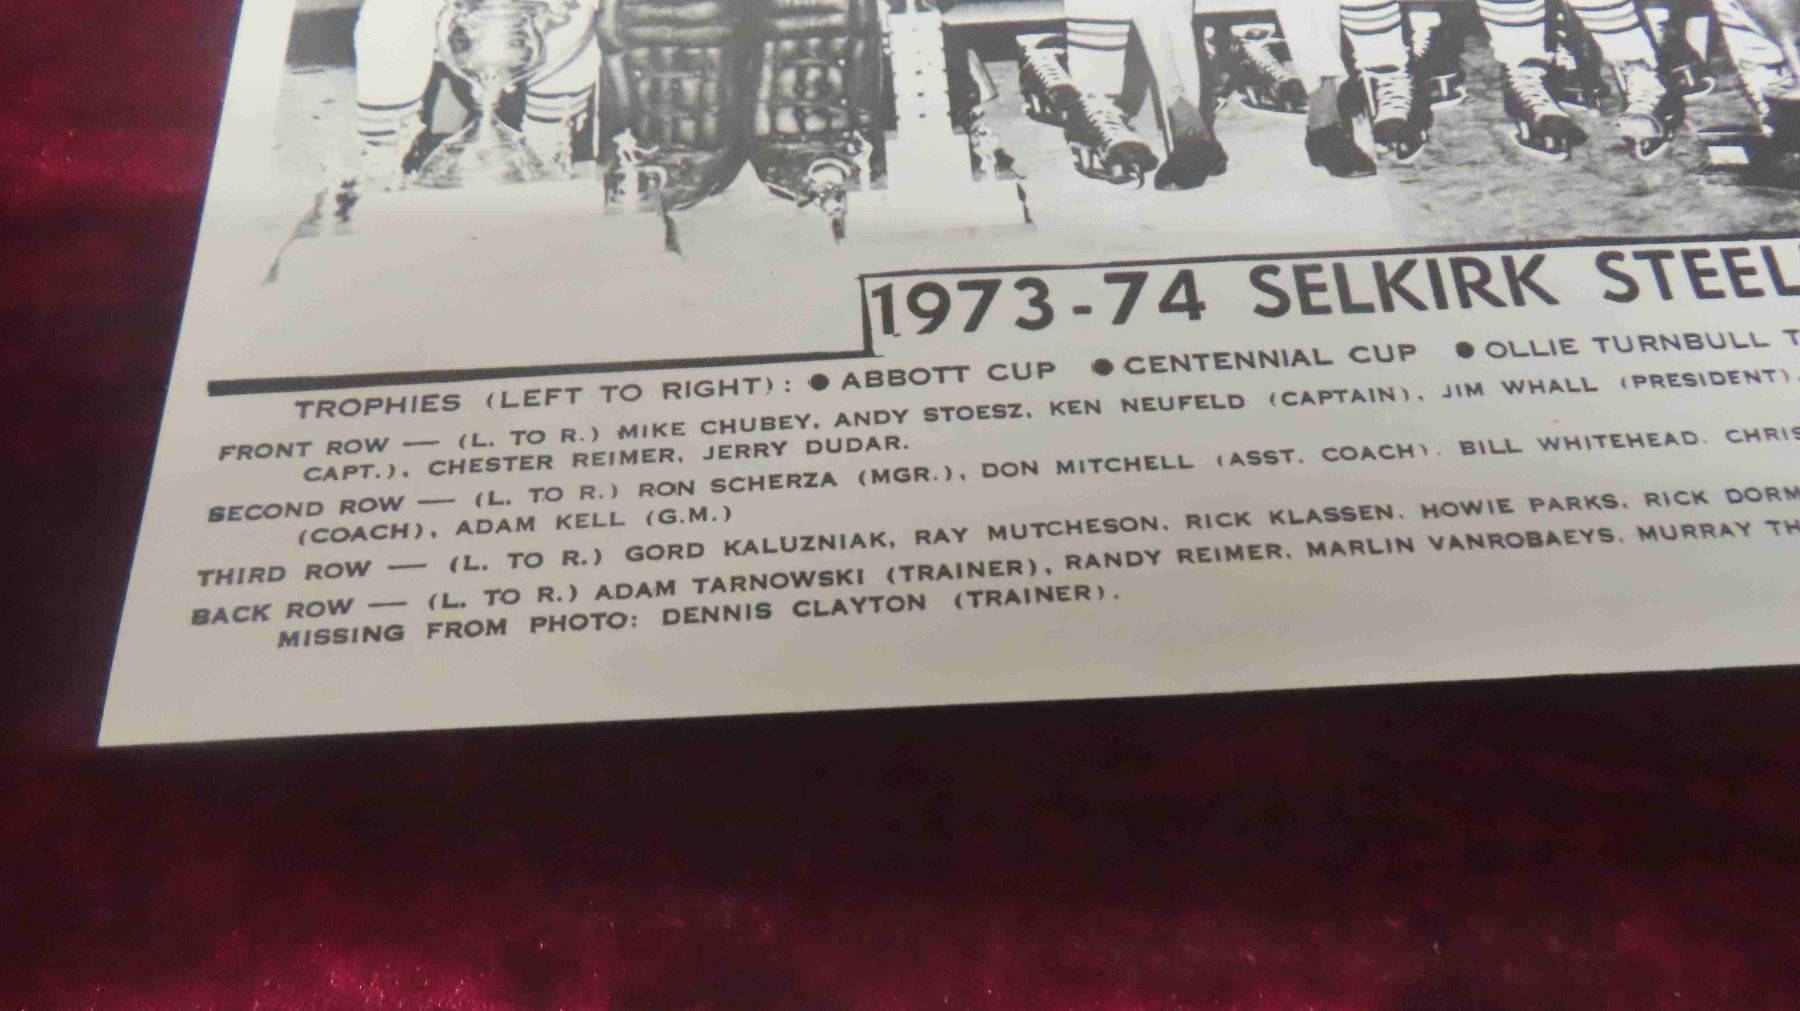 1973-74 SELKIRK STEEL
TROPHIES (LEFT TO RIGHT): ● ABBOTT CUP ● CENTENNIAL CUP ● OLLIE TURNBULL T
FRONT ROW — (L. TO R.) MIKE CHUBEY, ANDY STOESZ, KEN NEUFELD (CAPTAIN), JIM WHALL (PRESIDENT),
CAPT.), CHESTER REIMER, JERRY DUDAR.
SECOND ROW — (L. TO R.) RON SCHERZA (MGR.), DON MITCHELL (ASST. COACH), BILL WHITEHEAD, CHRIS
(COACH), ADAM KELL (G.M.)
THIRD ROW — (L. TO R.) GORD KALUZNIAK, RAY MUTCHESON, RICK KLASSEN, HOWIE PARKS, RICK DORM
BACK ROW — (L. TO R.) ADAM TARNOWSKI (TRAINER), RANDY REIMER, MARLIN VANROBAEYS, MURRAY TH
MISSING FROM PHOTO: DENNIS CLAYTON (TRAINER).